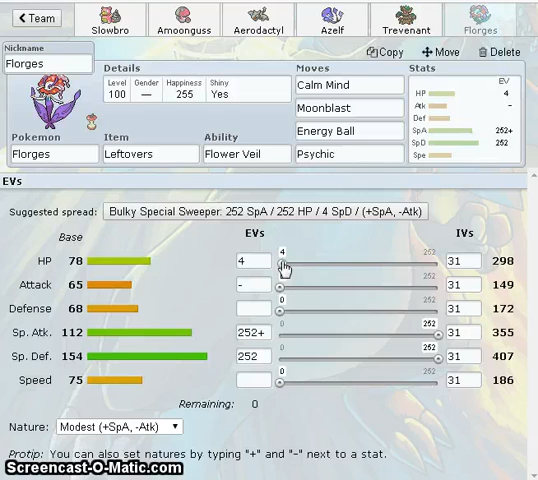 Team
Slowbro Amoonguss Aerodactyl Azelf Trevenant Florges
Copy Move Delete
Nickname
Florges
Details
Level Gender Happiness Shiny
100 — 255 Yes
Moves
Calm Mind
Moonblast
Energy Ball
Psychic
Stats
EV
HP 4
Atk -
Def
SpA 252+
SpD 252
Spe
Pokemon Item Ability
Florges Leftovers Flower Veil
EVs
Suggested spread: Bulky Special Sweeper: 252 SpA / 252 HP / 4 SpD / (+SpA, -Atk)
Base EVs IVs
HP 78 4 4 252 31 298
Attack 65 - 0 31 149
Defense 68 0 31 172
Sp. Atk. 112 252+ 0 252 31 355
Sp. Def. 154 252 0 252 31 407
Speed 75 0 31 186
Remaining: 0
Nature: Modest (+SpA, -Atk)
Protip: You can also set natures by typing "+" and "-" next to a stat.
Screencast-O-Matic.com